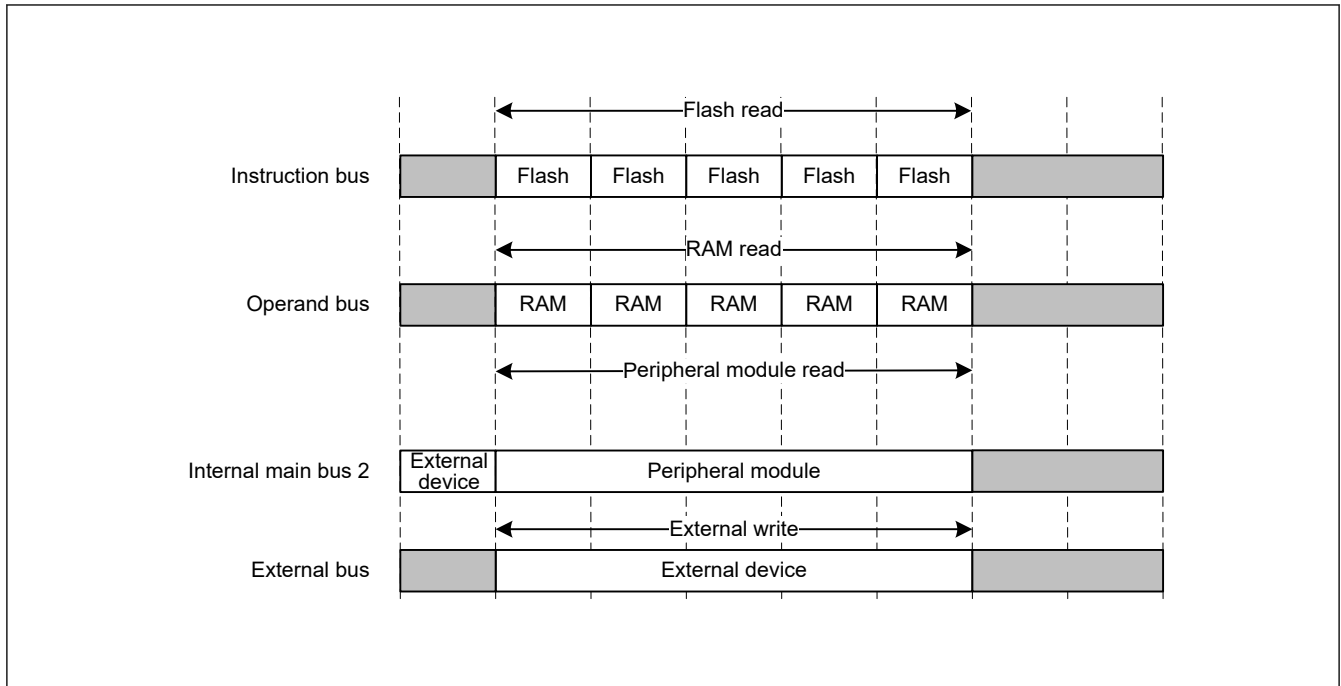 Flash read
Instruction bus
Flash Flash Flash Flash Flash
RAM read
Operand bus
RAM RAM RAM RAM RAM
Peripheral module read
Internal main bus 2
External
device
Peripheral module
External write
External bus
External device